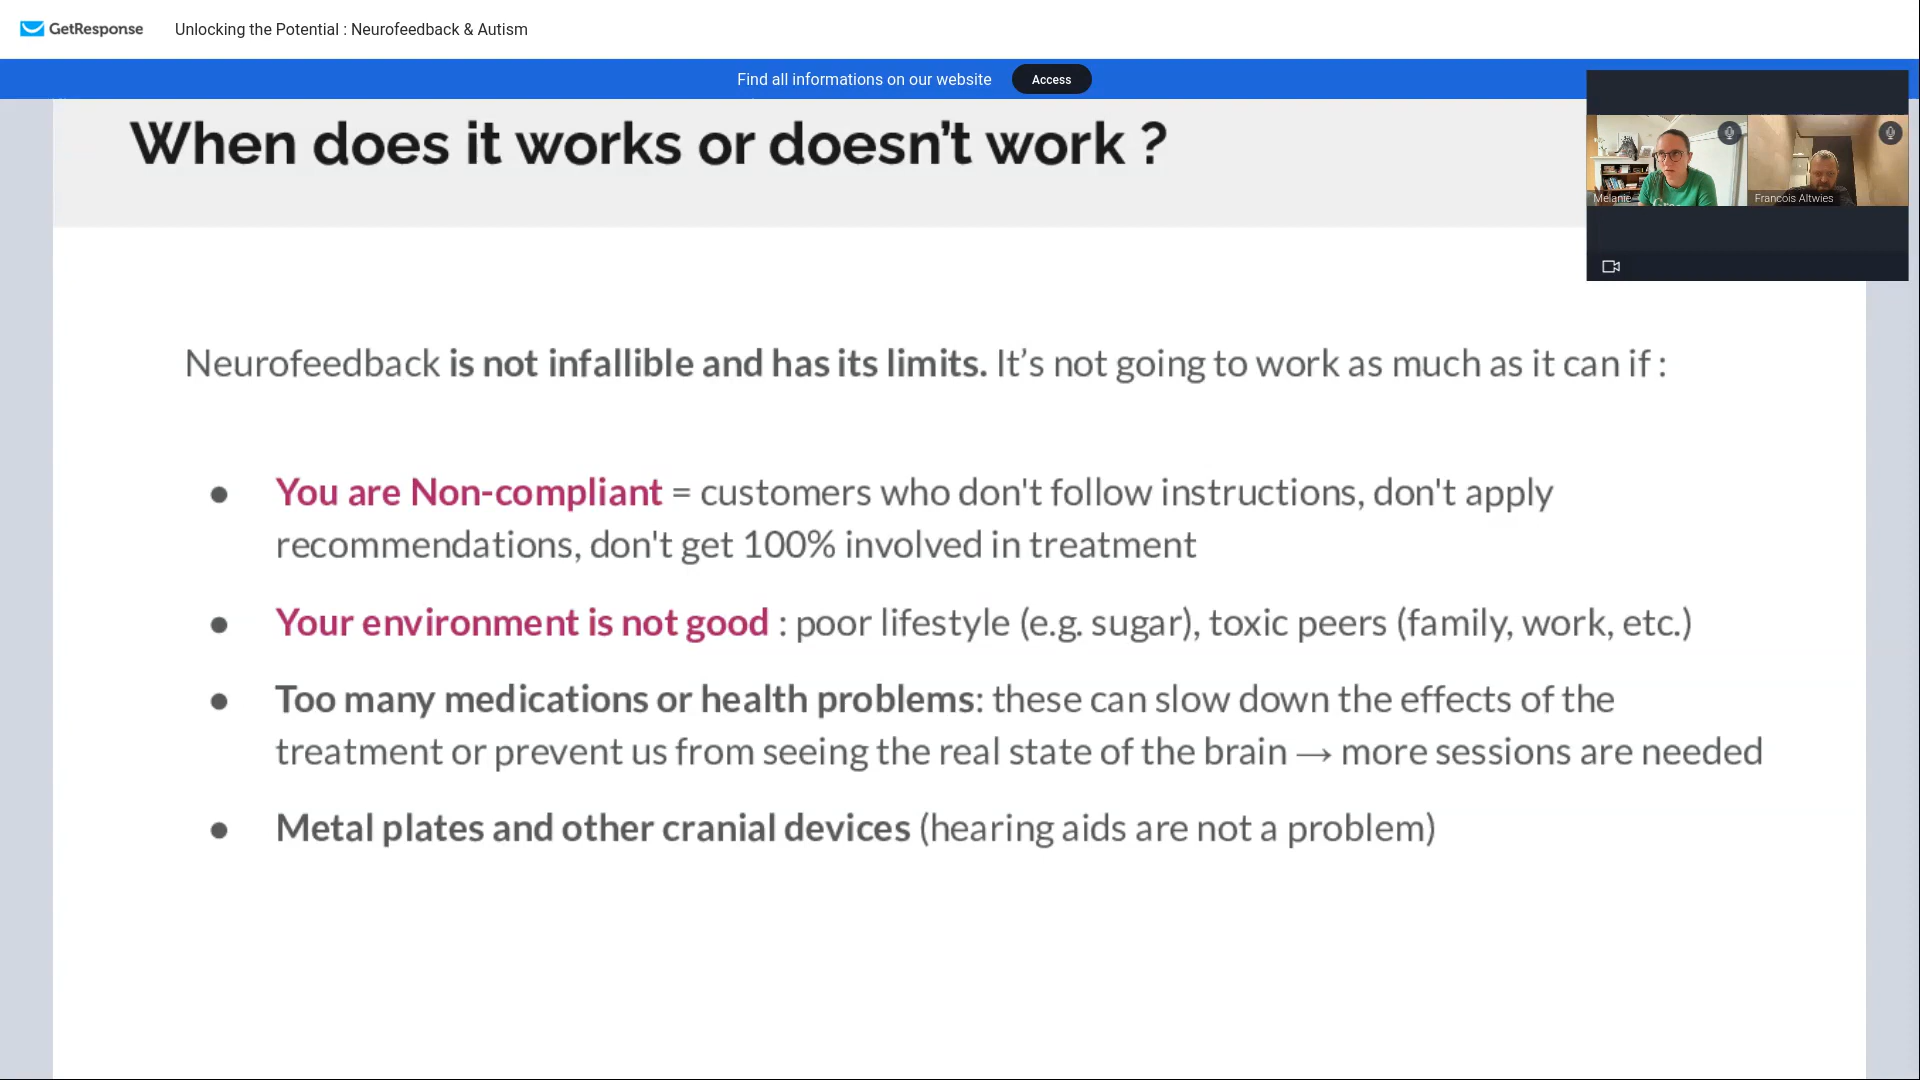 GetResponse
Unlocking the Potential : Neurofeedback & Autism
Find all informations on our website
Access
When does it works or doesn’t work ?
Melanie
Francois Altwies
Neurofeedback is not infallible and has its limits. It’s not going to work as much as it can if :
● You are Non-compliant = customers who don't follow instructions, don't apply
recommendations, don't get 100% involved in treatment
● Your environment is not good : poor lifestyle (e.g. sugar), toxic peers (family, work, etc.)
● Too many medications or health problems: these can slow down the effects of the
treatment or prevent us from seeing the real state of the brain → more sessions are needed
● Metal plates and other cranial devices (hearing aids are not a problem)